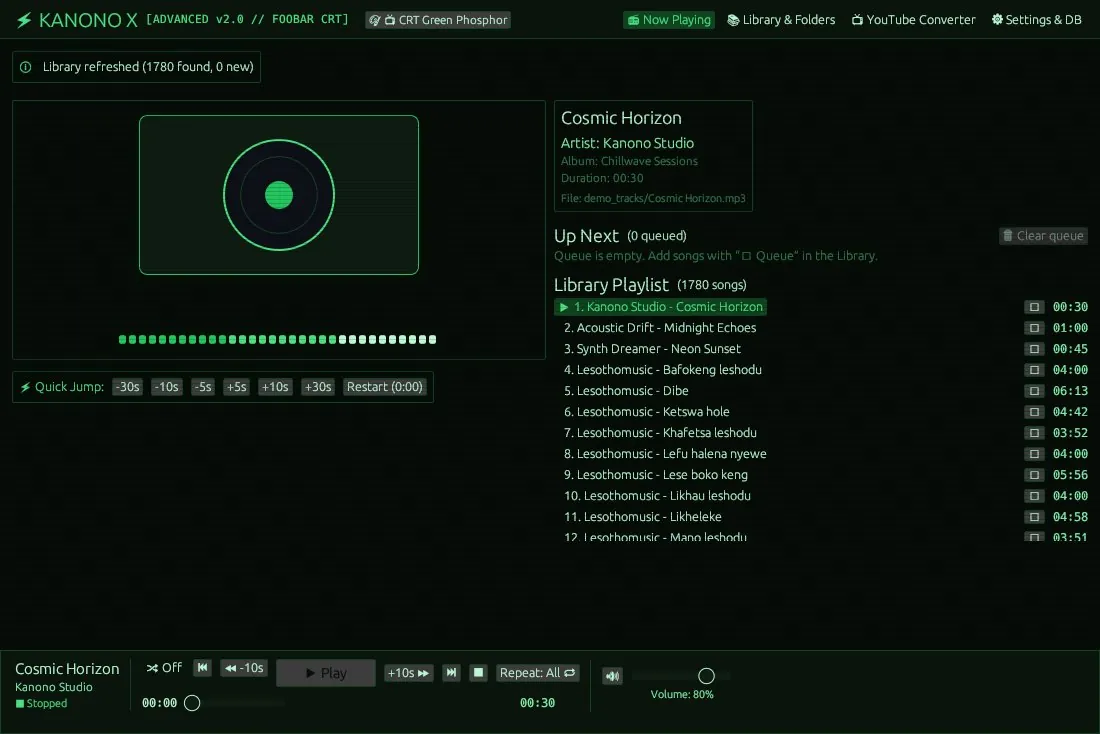 KANONO X [ADVANCED v2.0 // FOOBAR CRT] CRT Green Phosphor Now Playing Library & Folders YouTube Converter Settings & DB
Library refreshed (1780 found, 0 new)
Cosmic Horizon
Artist: Kanono Studio
Album: Chillwave Sessions
Duration: 00:30
File: demo_tracks/Cosmic Horizon.mp3
Up Next (0 queued) Clear queue
Queue is empty. Add songs with "□ Queue" in the Library.
Library Playlist (1780 songs)
▶ 1. Kanono Studio - Cosmic Horizon 00:30
2. Acoustic Drift - Midnight Echoes 01:00
3. Synth Dreamer - Neon Sunset 00:45
4. Lesothomusic - Bafokeng leshodu 04:00
5. Lesothomusic - Dibe 06:13
6. Lesothomusic - Ketswa hole 04:42
7. Lesothomusic - Khafetsa leshodu 03:52
8. Lesothomusic - Lefu halena nyewe 04:00
9. Lesothomusic - Lese boko keng 05:56
10. Lesothomusic - Likhau leshodu 04:00
11. Lesothomusic - Likheleke 04:58
12. Lesothomusic - Mano leshodu 03:51
Quick Jump: -30s -10s -5s +5s +10s +30s Restart (0:00)
Cosmic Horizon
Kanono Studio
Stopped
Off -10s Play +10s Repeat: All
00:00 00:30
Volume: 80%